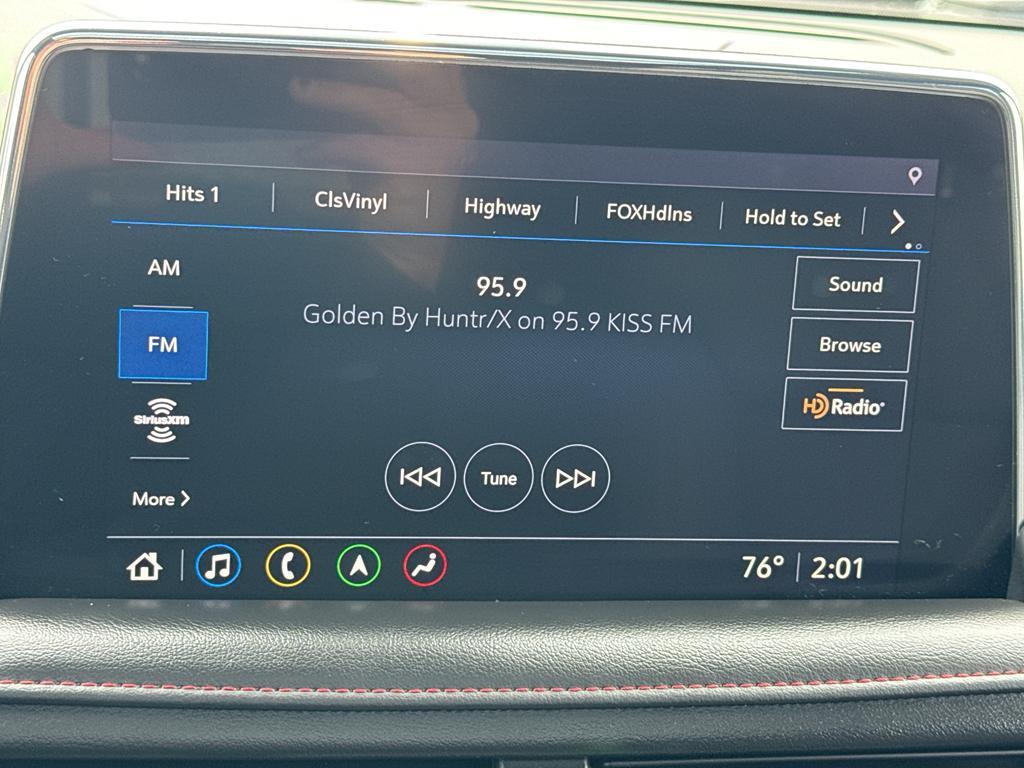 Hits 1
ClsVinyl
Highway
FOXHdlns
Hold to Set
AM
95.9
Sound
Golden By Huntr/X on 95.9 KISS FM
FM
Browse
HD Radio®
SiriusXM
Tune
More
76° 2:01